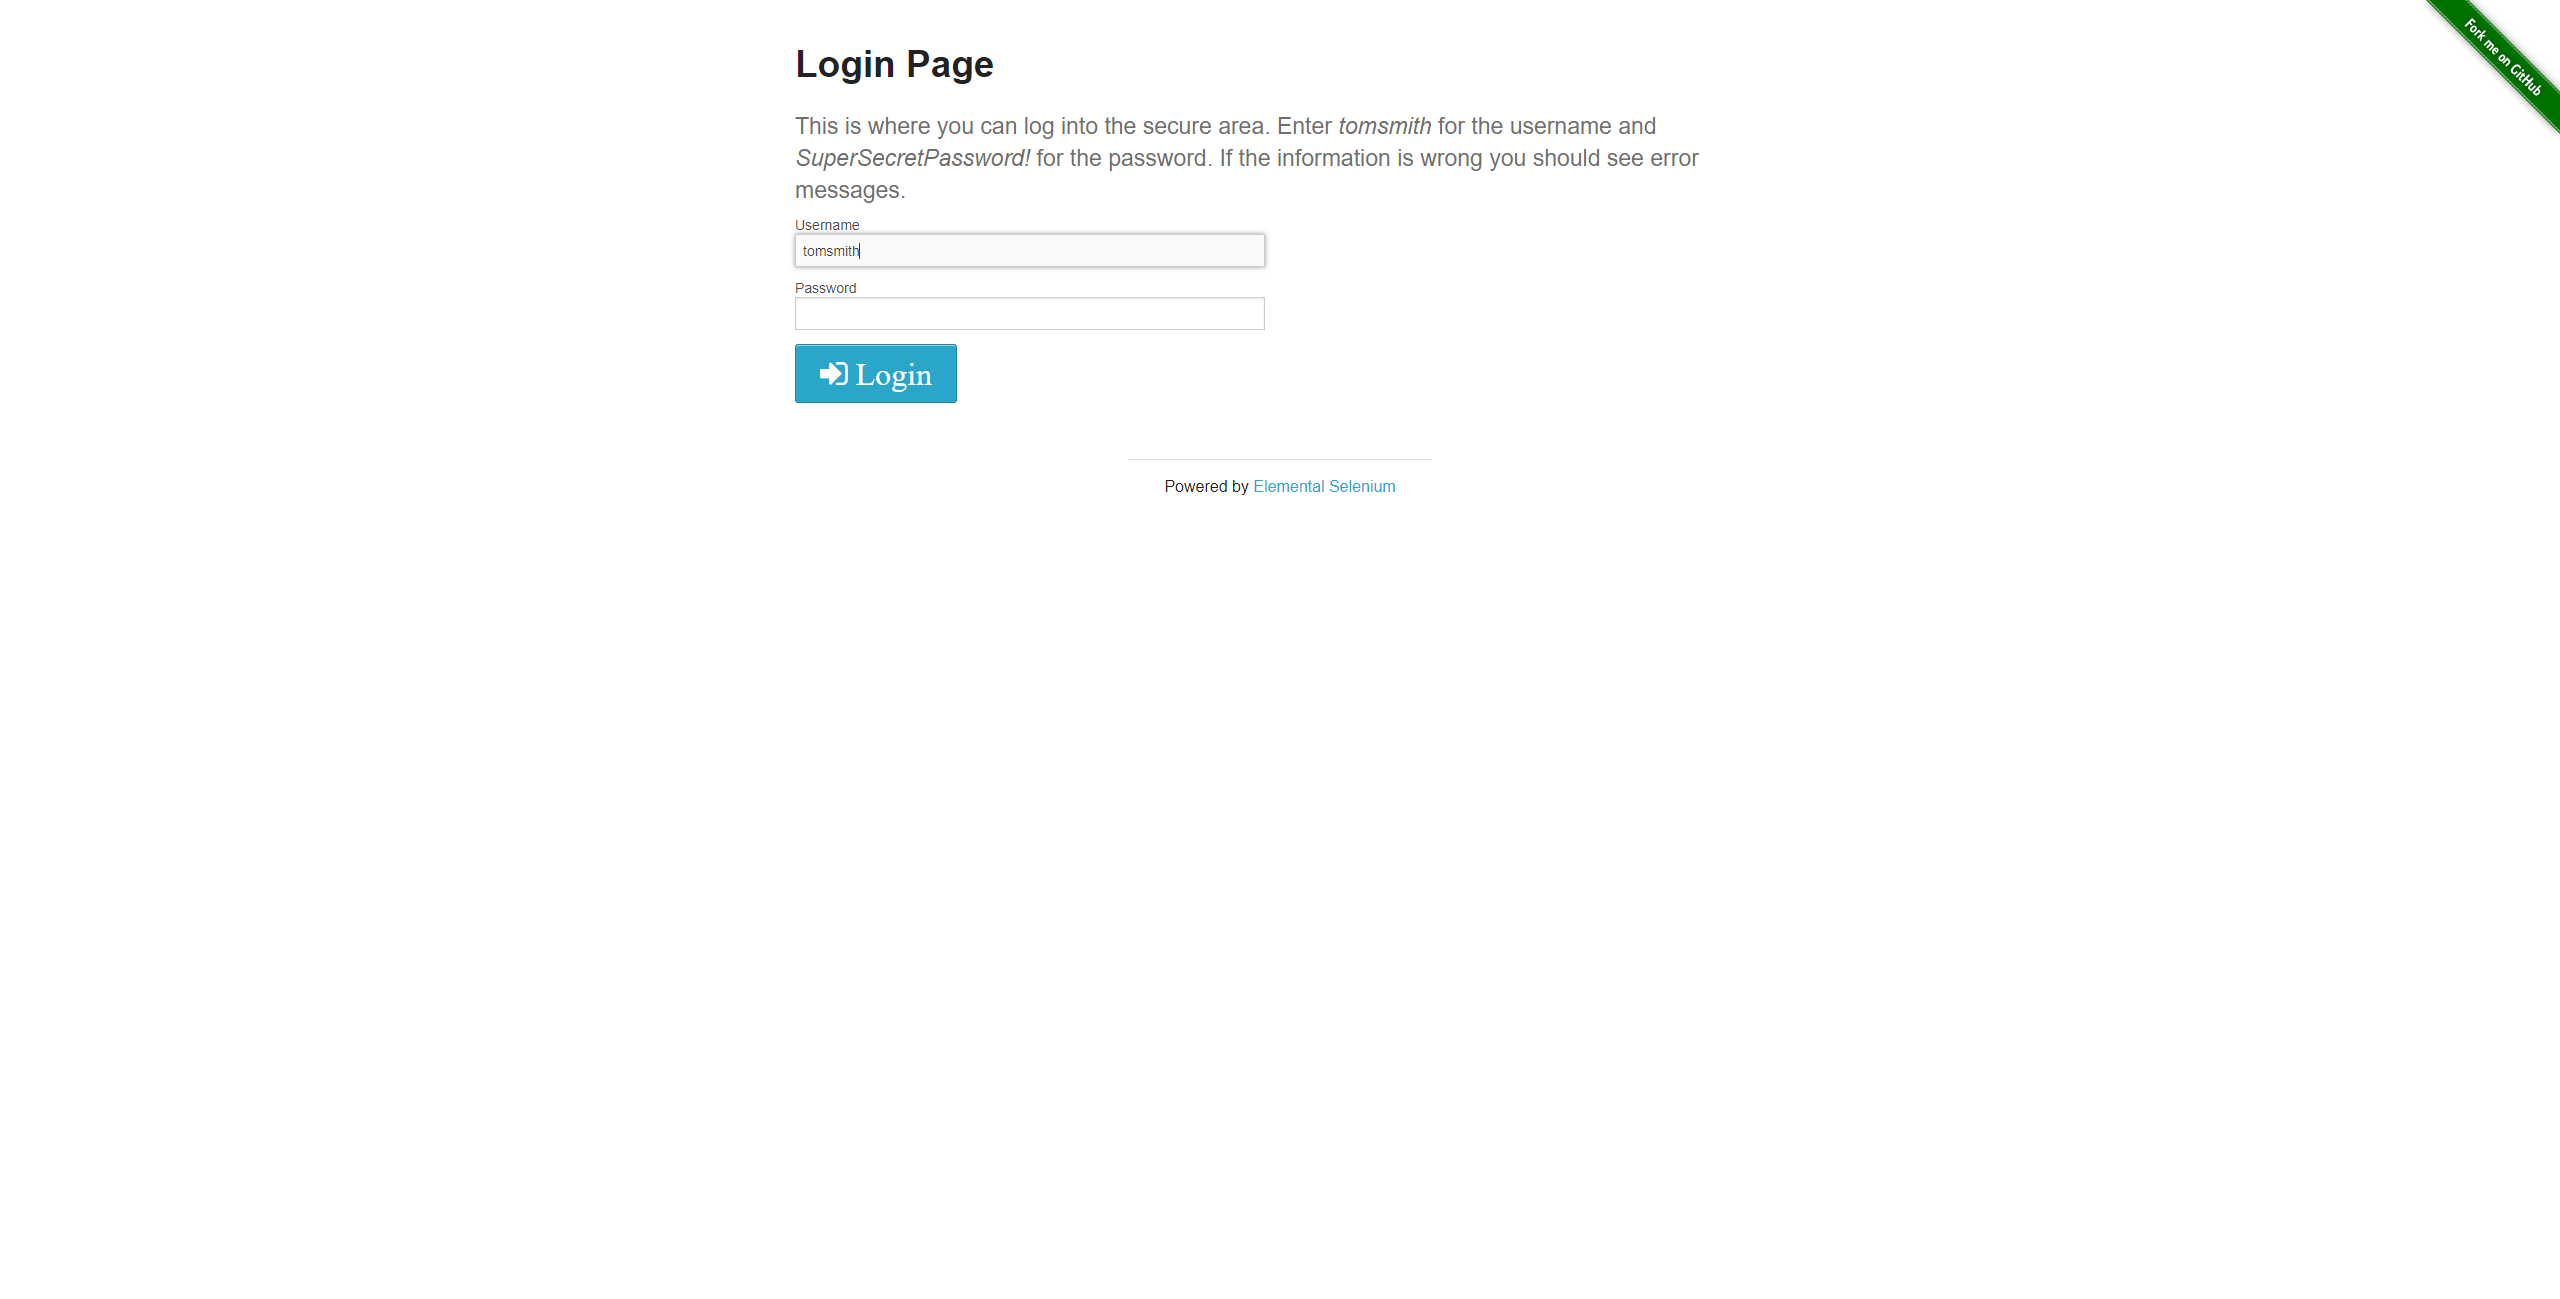 Fork me on GitHub
Login Page
This is where you can log into the secure area. Enter tomsmith for the username and
SuperSecretPassword! for the password. If the information is wrong you should see error
messages.
Username
tomsmith
Password
Login
Powered by Elemental Selenium